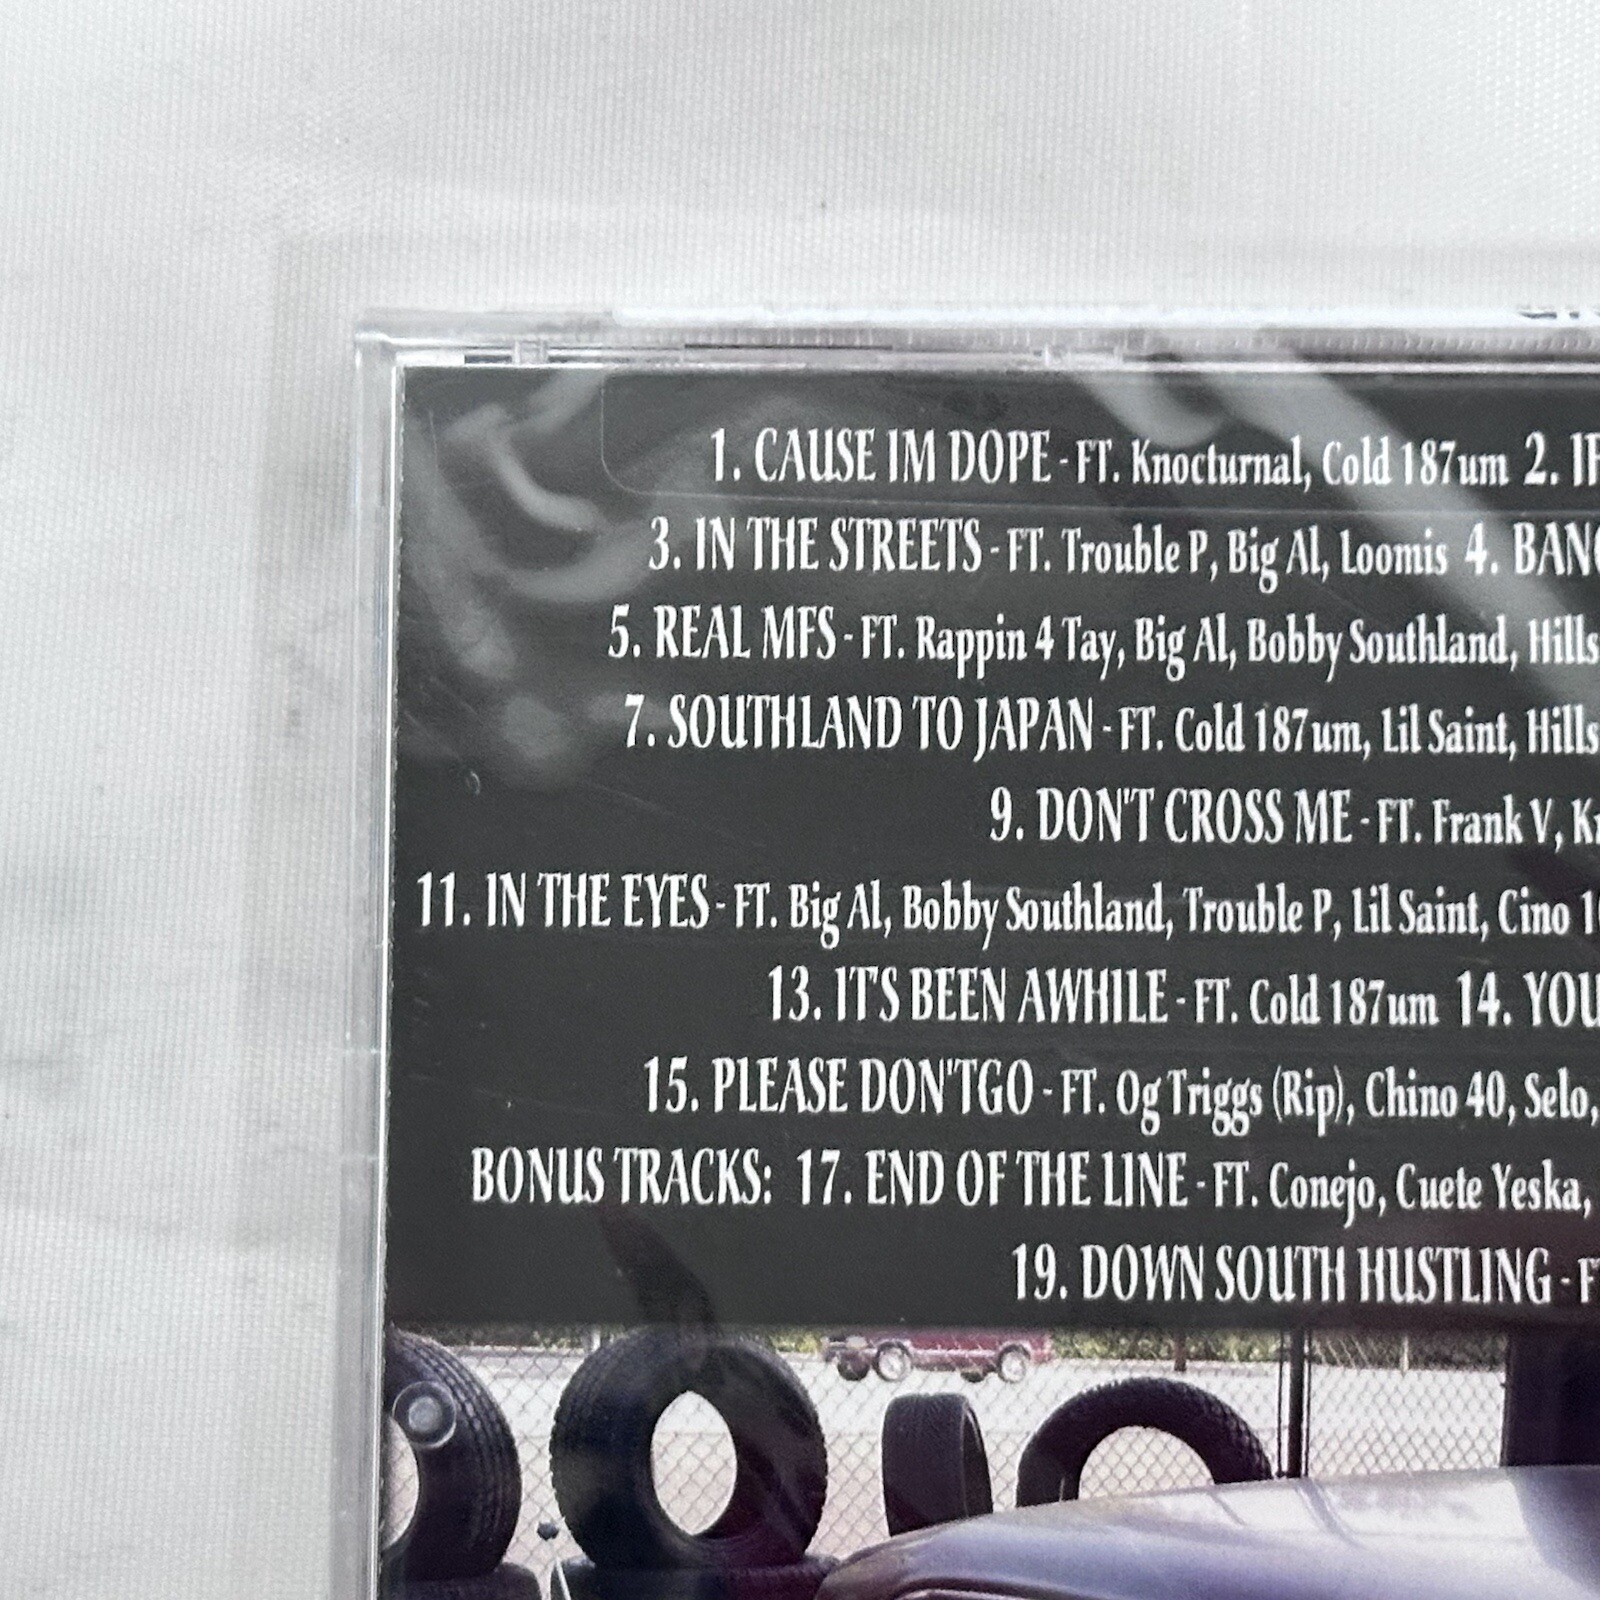 1. CAUSE IM DOPE - FT. Knocturnal, Cold 187um 2.
3. IN THE STREETS - FT. Trouble P, Big Al, Loomis 4.
5. REAL MFS - FT. Rappin 4 Tay, Big Al, Bobby Southland,
7. SOUTHLAND TO JAPAN - FT. Cold 187um, Lil Saint,
9. DON'T CROSS ME - FT. Frank V,
11. IN THE EYES - FT. Big Al, Bobby Southland, Trouble P, Lil Saint, Cino
13. IT'S BEEN AWHILE - FT. Cold 187um 14.
15. PLEASE DON'TGO - FT. Og Triggs (Rip), Chino 40, Selo,
BONUS TRACKS: 17. END OF THE LINE - FT. Conejo, Cuete Yeska,
19. DOWN SOUTH HUSTLING -